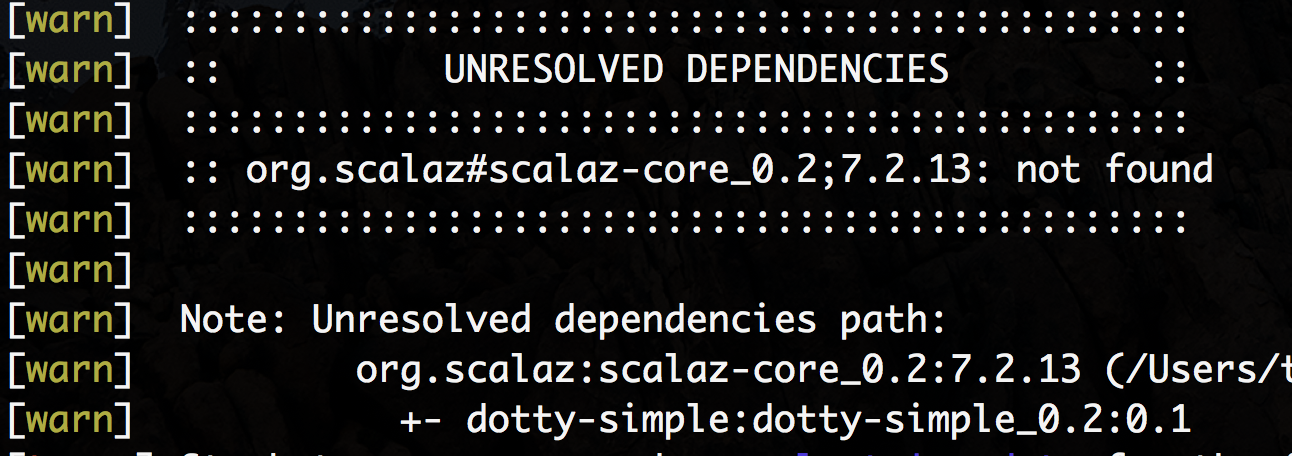 [warn] ::::::::::::::::::::::::::::::::::::::::::::::
[warn] :: UNRESOLVED DEPENDENCIES ::
[warn] ::::::::::::::::::::::::::::::::::::::::::::::
[warn] :: org.scalaz#scalaz-core_0.2;7.2.13: not found
[warn] ::::::::::::::::::::::::::::::::::::::::::::::
[warn]
[warn] Note: Unresolved dependencies path:
[warn] org.scalaz:scalaz-core_0.2:7.2.13 (/Users/t
[warn] +- dotty-simple:dotty-simple_0.2:0.1